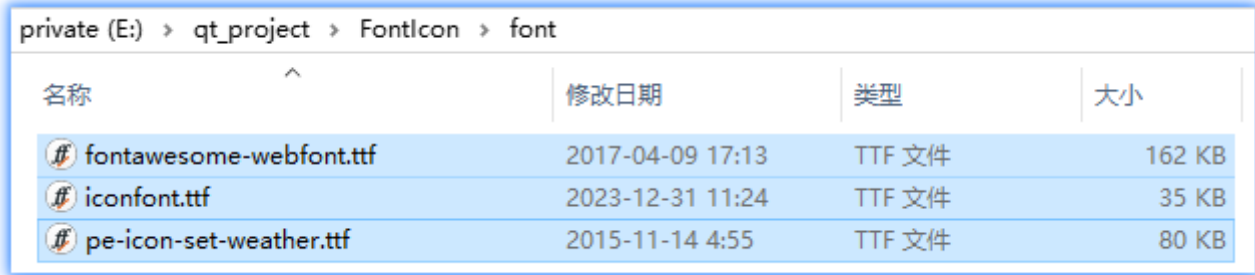 private (E:) > qt_project > FontIcon > font
名称 修改日期 类型 大小
fontawesome-webfont.ttf 2017-04-09 17:13 TTF 文件 162 KB
iconfont.ttf 2023-12-31 11:24 TTF 文件 35 KB
pe-icon-set-weather.ttf 2015-11-14 4:55 TTF 文件 80 KB